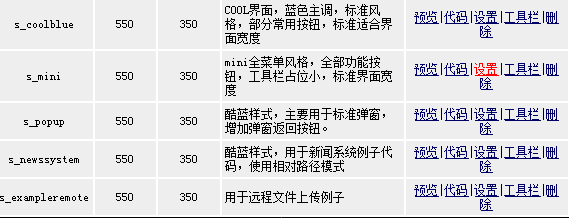 COOL界面，蓝色主调，标准风
s_coolblue 550 350 格，部分常用按钮，标准适合界 预览|代码|设置|工具栏|删
面宽度 除
mini全菜单风格，全部功能按 预览|代码|设置|工具栏|删
s_mini 550 350 钮，工具栏占位小，标准界面宽 除
度
s_popup 550 350 酷蓝样式，主要用于标准弹窗， 预览|代码|设置|工具栏|删
增加弹窗返回按钮。 除
s_newssystem 550 350 酷蓝样式，用于新闻系统例子代 预览|代码|设置|工具栏|删
码，使用相对路径模式 除
s_exampleremote 550 350 用于远程文件上传例子 预览|代码|设置|工具栏|删
除